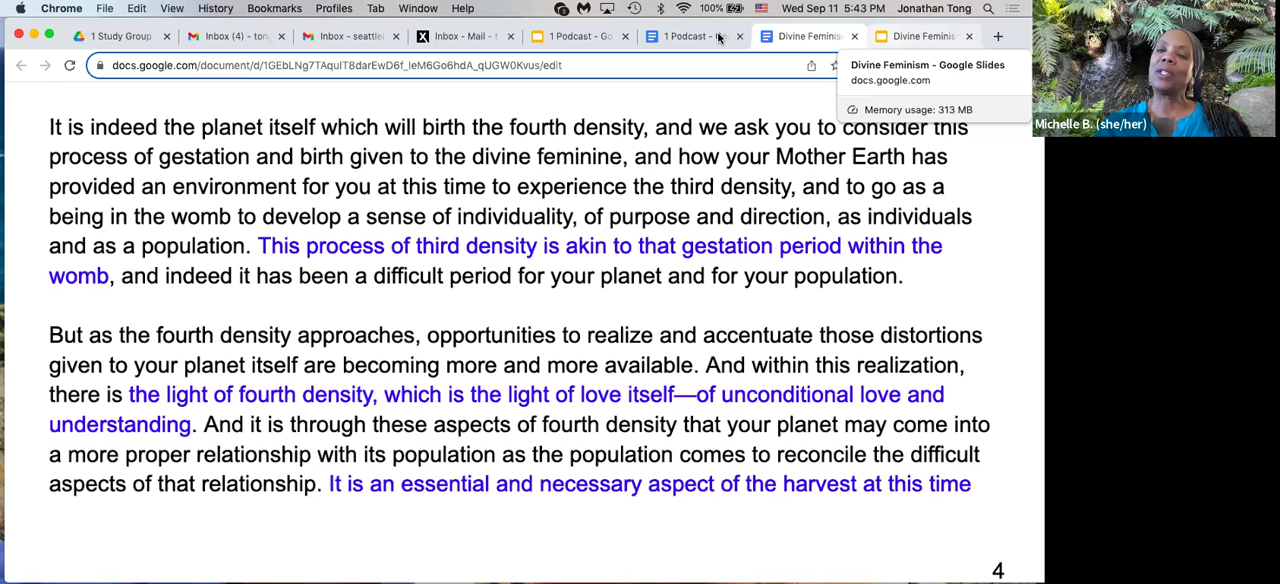 Chrome File Edit View History Bookmarks Profiles Tab Window Help 100% Wed Sep 11 5:43 PM Jonathan Tong
1 Study Group Inbox (4) - ton Inbox - seattle Inbox - Mail - t 1 Podcast - Go 1 Podcast - Divine Feminis Divine Feminis
docs.google.com/document/d/1GEbLNg7TAquIT8darEwD6f_leM6Go6hdA_qUGW0Kvus/edit
Divine Feminism - Google Slides
docs.google.com
Memory usage: 313 MB
Michelle B. (she/her)
It is indeed the planet itself which will birth the fourth density, and we ask you to consider this
process of gestation and birth given to the divine feminine, and how your Mother Earth has
provided an environment for you at this time to experience the third density, and to go as a
being in the womb to develop a sense of individuality, of purpose and direction, as individuals
and as a population. This process of third density is akin to that gestation period within the
womb, and indeed it has been a difficult period for your planet and for your population.
But as the fourth density approaches, opportunities to realize and accentuate those distortions
given to your planet itself are becoming more and more available. And within this realization,
there is the light of fourth density, which is the light of love itself—of unconditional love and
understanding. And it is through these aspects of fourth density that your planet may come into
a more proper relationship with its population as the population comes to reconcile the difficult
aspects of that relationship. It is an essential and necessary aspect of the harvest at this time
4